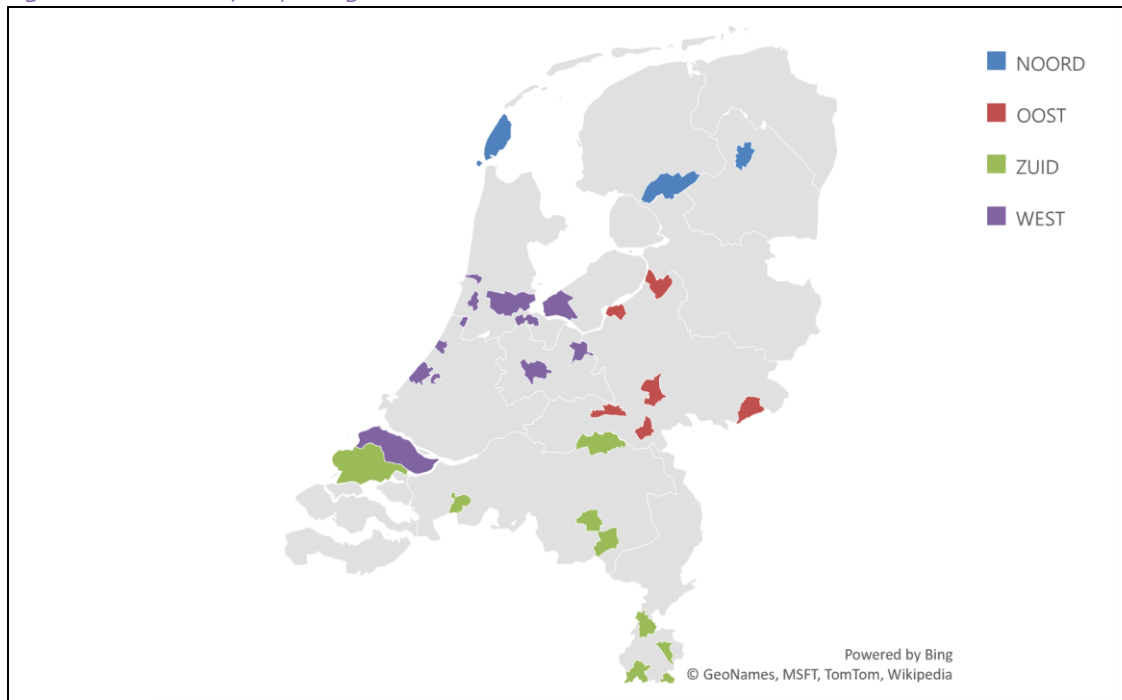 NOORD
OOST
ZUID
WEST
Powered by Bing
© GeoNames, MSFT, TomTom, Wikipedia